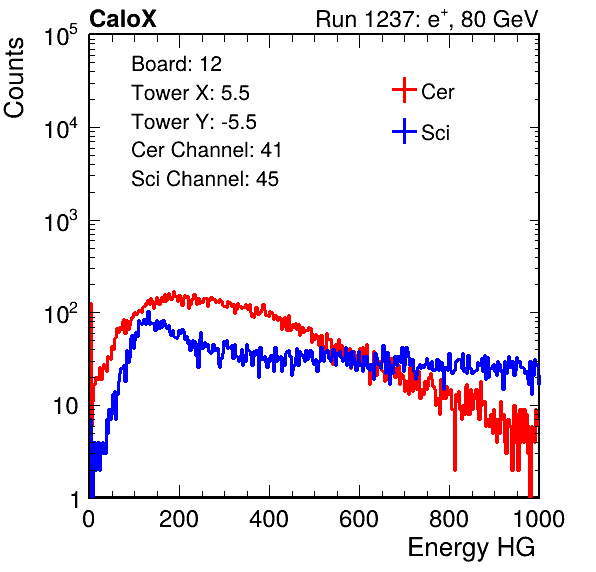 CaloX Run 1237: e⁺, 80 GeV
Counts
Board: 12
Tower X: 5.5
Tower Y: -5.5
Cer Channel: 41
Sci Channel: 45
Cer
Sci
10⁵
10⁴
10³
10²
10
1
0 200 400 600 800 1000
Energy HG